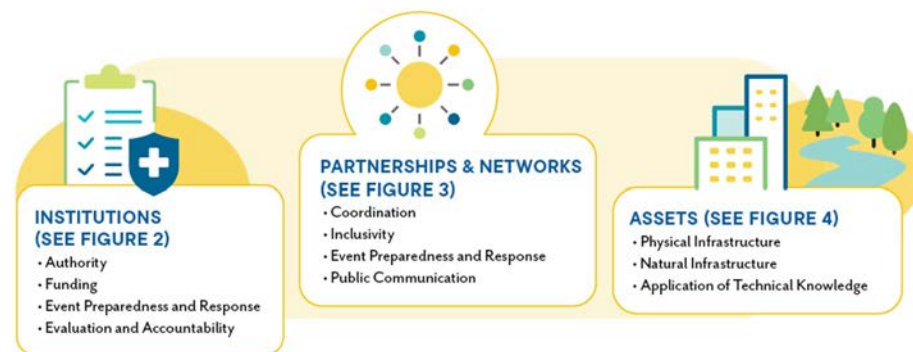 INSTITUTIONS
(SEE FIGURE 2)
• Authority
• Funding
• Event Preparedness and Response
• Evaluation and Accountability
PARTNERSHIPS & NETWORKS
(SEE FIGURE 3)
• Coordination
• Inclusivity
• Event Preparedness and Response
• Public Communication
ASSETS (SEE FIGURE 4)
• Physical Infrastructure
• Natural Infrastructure
• Application of Technical Knowledge